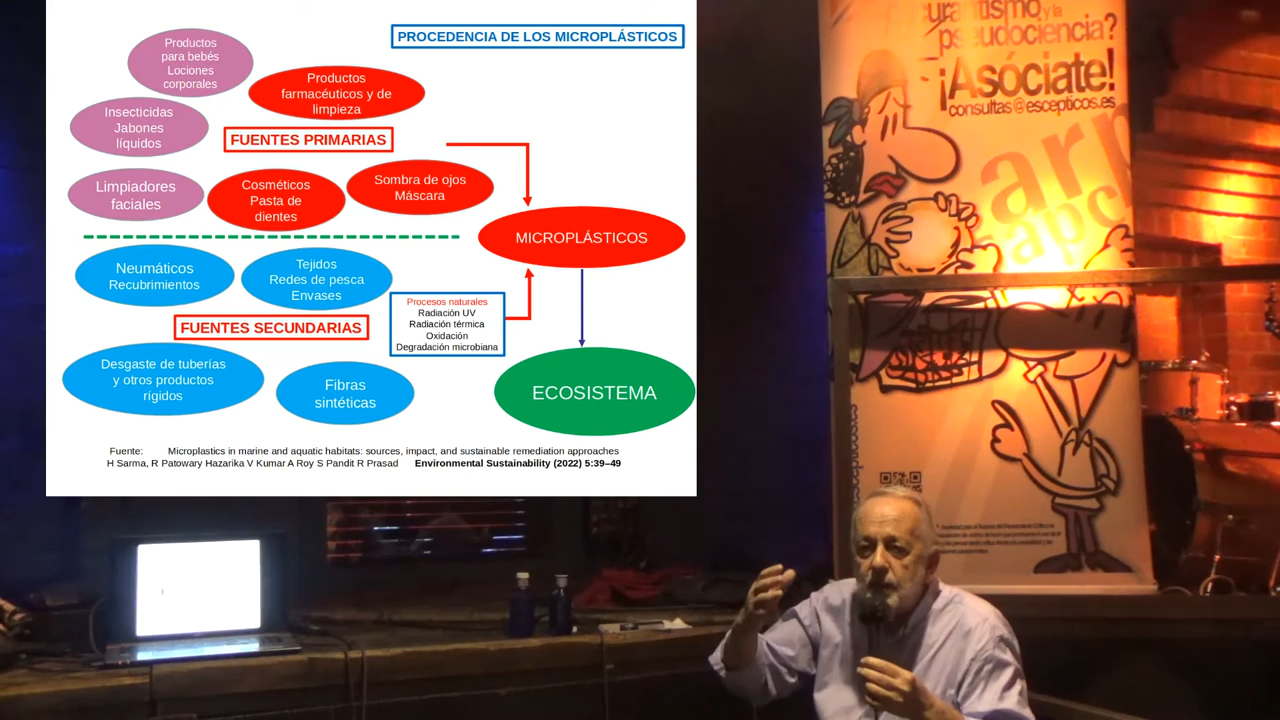 PROCEDENCIA DE LOS MICROPLÁSTICOS
Productos
para bebés
Lociones
corporales
Productos
farmacéuticos y de
limpieza
Insecticidas
Jabones
líquidos
FUENTES PRIMARIAS
Limpiadores
faciales
Cosméticos
Pasta de
dientes
Sombra de ojos
Máscara
MICROPLÁSTICOS
Neumáticos
Recubrimientos
Tejidos
Redes de pesca
Envases
Procesos naturales
Radiación UV
Radiación térmica
Oxidación
Degradación microbiana
FUENTES SECUNDARIAS
Desgaste de tuberías
y otros productos
rígidos
Fibras
sintéticas
ECOSISTEMA
Fuente: Microplastics in marine and aquatic habitats: sources, impact, and sustainable remediation approaches
H Sarma, R Patowary Hazarika V Kumar A Roy S Pandit R Prasad Environmental Sustainability (2022) 5:39–49
y la
pseudociencia?
¡Asóciate!
consultas@escepticos.es